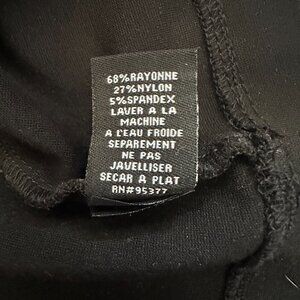 68%RAYONNE
27%NYLON
5%SPANDEX
LAVER A LA
MACHINE
A L'EAU FROIDE
SEPAREMENT
NE PAS
JAVELLISER
SECAR A PLAT
RN#95377